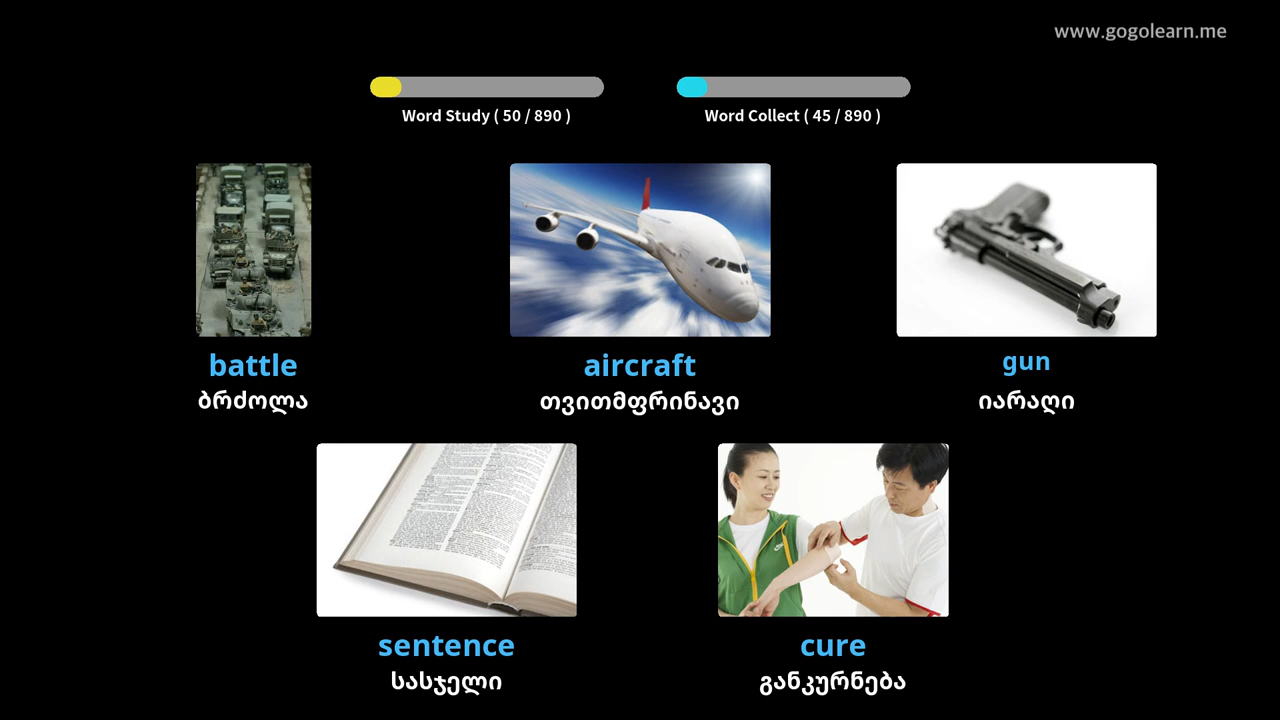 www.gogolearn.me
Word Study ( 50 / 890 )
Word Collect ( 45 / 890 )
battle
ბრძოლა
aircraft
თვითმფრინავი
gun
იარაღი
sentence
სასჯელი
cure
განკურნება